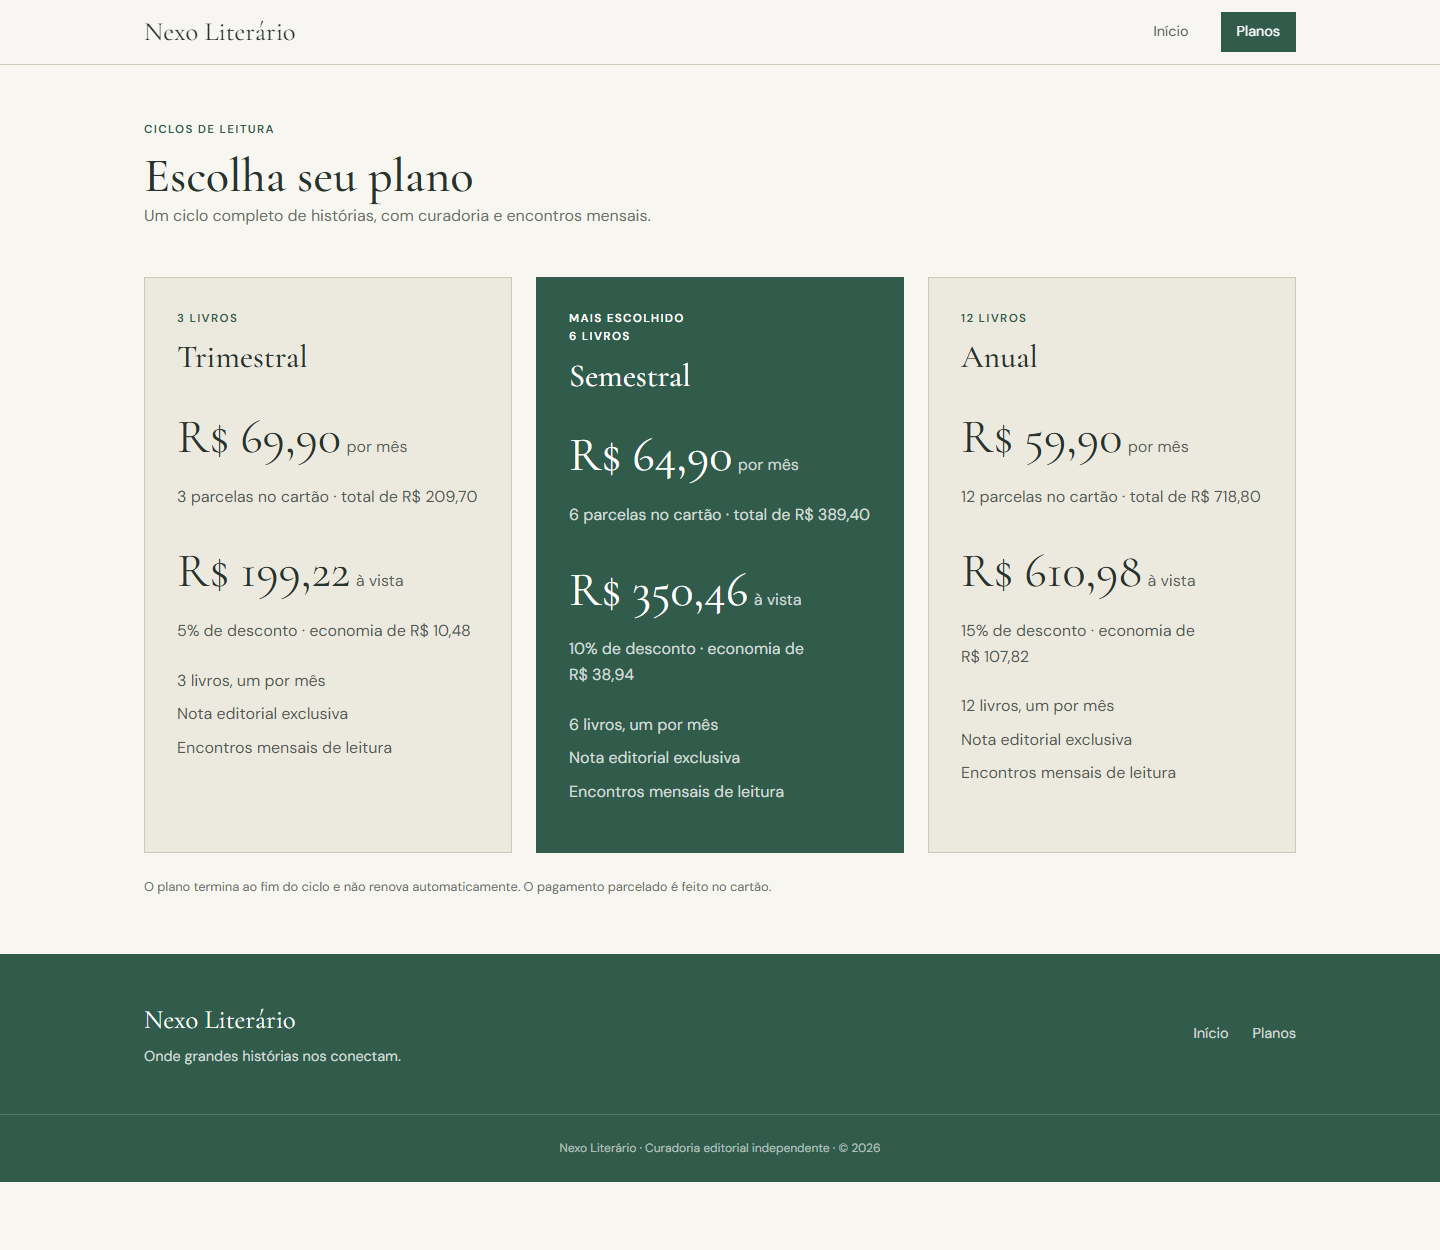 Nexo Literário
Início
Planos
CICLOS DE LEITURA
Escolha seu plano
Um ciclo completo de histórias, com curadoria e encontros mensais.
3 LIVROS
Trimestral
R$ 69,90 por mês
3 parcelas no cartão · total de R$ 209,70
R$ 199,22 à vista
5% de desconto · economia de R$ 10,48
3 livros, um por mês
Nota editorial exclusiva
Encontros mensais de leitura
MAIS ESCOLHIDO
6 LIVROS
Semestral
R$ 64,90 por mês
6 parcelas no cartão · total de R$ 389,40
R$ 350,46 à vista
10% de desconto · economia de
R$ 38,94
6 livros, um por mês
Nota editorial exclusiva
Encontros mensais de leitura
12 LIVROS
Anual
R$ 59,90 por mês
12 parcelas no cartão · total de R$ 718,80
R$ 610,98 à vista
15% de desconto · economia de
R$ 107,82
12 livros, um por mês
Nota editorial exclusiva
Encontros mensais de leitura
O plano termina ao fim do ciclo e não renova automaticamente. O pagamento parcelado é feito no cartão.
Nexo Literário
Onde grandes histórias nos conectam.
Início
Planos
Nexo Literário · Curadoria editorial independente · © 2026